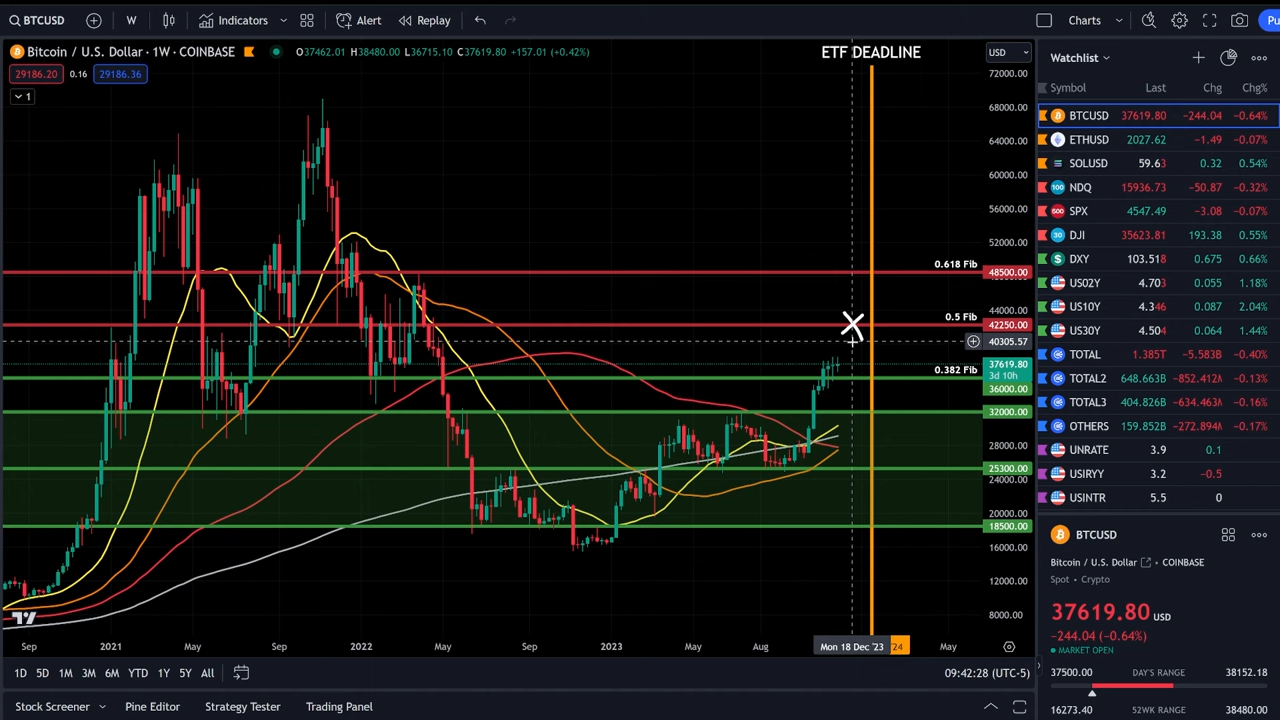 BTCUSD W Indicators Alert Replay Charts Pu
Bitcoin / U.S. Dollar · 1W · COINBASE O37462.01 H38480.00 L36715.10 C37619.80 +157.01 (+0.42%)
29186.20 0.16 29186.36
1
ETF DEADLINE
USD
72000.00
68000.00
64000.00
60000.00
56000.00
52000.00
0.618 Fib 48500.00
44000.00
0.5 Fib 42250.00
40305.57
37619.80
3d 10h
0.382 Fib
36000.00
32000.00
28000.00
25300.00
24000.00
20000.00
18500.00
16000.00
12000.00
8000.00
Sep 2021 May Sep 2022 May Sep 2023 May Aug Mon 18 Dec '23 '24 May
1D 5D 1M 3M 6M YTD 1Y 5Y All 09:42:28 (UTC-5)
Stock Screener Pine Editor Strategy Tester Trading Panel
Watchlist
Symbol Last Chg Chg%
BTCUSD 37619.80 −244.04 −0.64%
ETHUSD 2027.62 −1.49 −0.07%
SOLUSD 59.63 0.32 0.54%
100 NDQ 15936.73 −50.87 −0.32%
500 SPX 4547.49 −3.08 −0.07%
30 DJI 35623.81 193.38 0.55%
$ DXY 103.518 0.675 0.66%
US02Y 4.703 0.055 1.18%
US10Y 4.346 0.087 2.04%
US30Y 4.504 0.064 1.44%
TOTAL 1.385T −5.583B −0.40%
TOTAL2 648.663B −852.412M −0.13%
TOTAL3 404.826B −634.463M −0.16%
OTHERS 159.852B −272.894M −0.17%
UNRATE 3.9 0.1
USIRYY 3.2 −0.5
USINTR 5.5 0
BTCUSD
Bitcoin / U.S. Dollar · COINBASE
Spot · Crypto
37619.80 USD
−244.04 (−0.64%)
MARKET OPEN
37500.00 DAY'S RANGE 38152.18
16273.40 52WK RANGE 38480.00